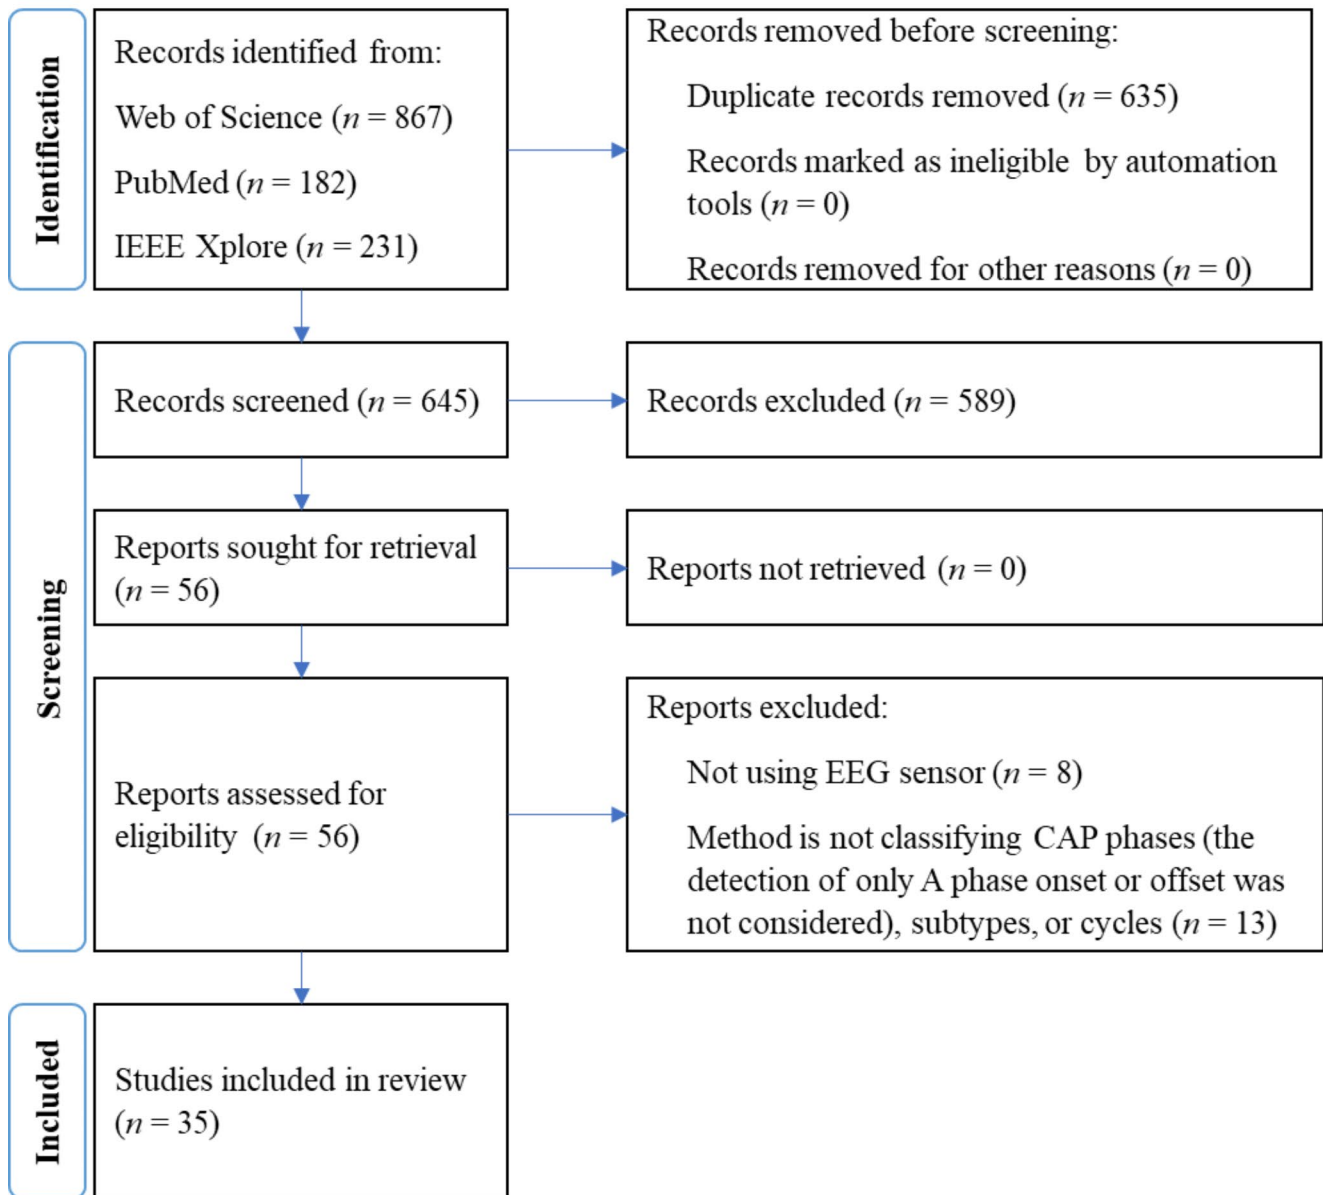 Identification
Records identified from:
Web of Science (n = 867)
PubMed (n = 182)
IEEE Xplore (n = 231)
Records removed before screening:
Duplicate records removed (n = 635)
Records marked as ineligible by automation
tools (n = 0)
Records removed for other reasons (n = 0)
Screening
Records screened (n = 645)
Records excluded (n = 589)
Reports sought for retrieval
(n = 56)
Reports not retrieved (n = 0)
Reports assessed for
eligibility (n = 56)
Reports excluded:
Not using EEG sensor (n = 8)
Method is not classifying CAP phases (the
detection of only A phase onset or offset was
not considered), subtypes, or cycles (n = 13)
Included
Studies included in review
(n = 35)